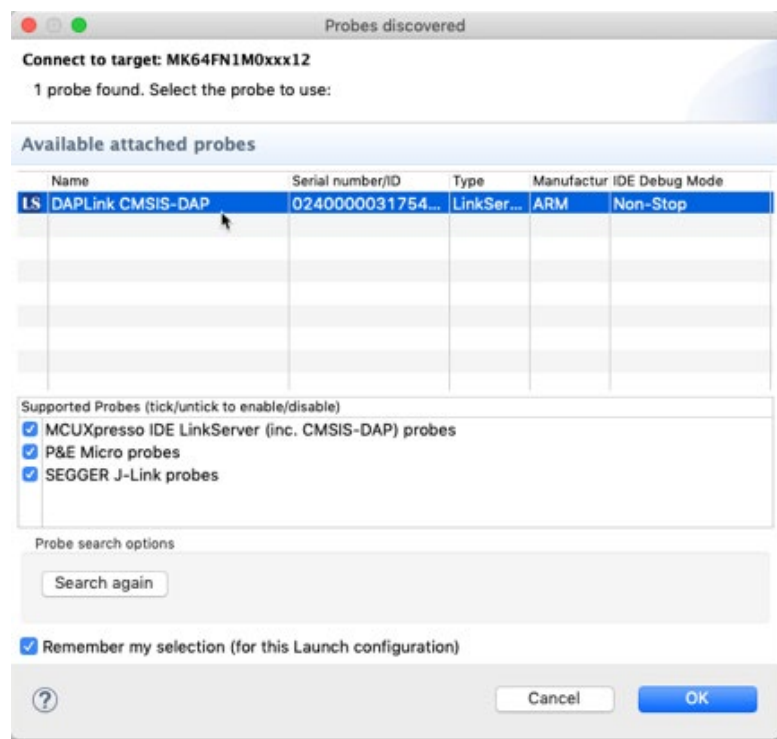 Probes discovered
Connect to target: MK64FN1M0xxx12
1 probe found. Select the probe to use:
Available attached probes
Name Serial number/ID Type Manufactur IDE Debug Mode
LS DAPLink CMSIS-DAP 0240000031754... LinkSer... ARM Non-Stop
Supported Probes (tick/untick to enable/disable)
MCUXpresso IDE LinkServer (inc. CMSIS-DAP) probes
P&E Micro probes
SEGGER J-Link probes
Probe search options
Search again
Remember my selection (for this Launch configuration)
? Cancel OK